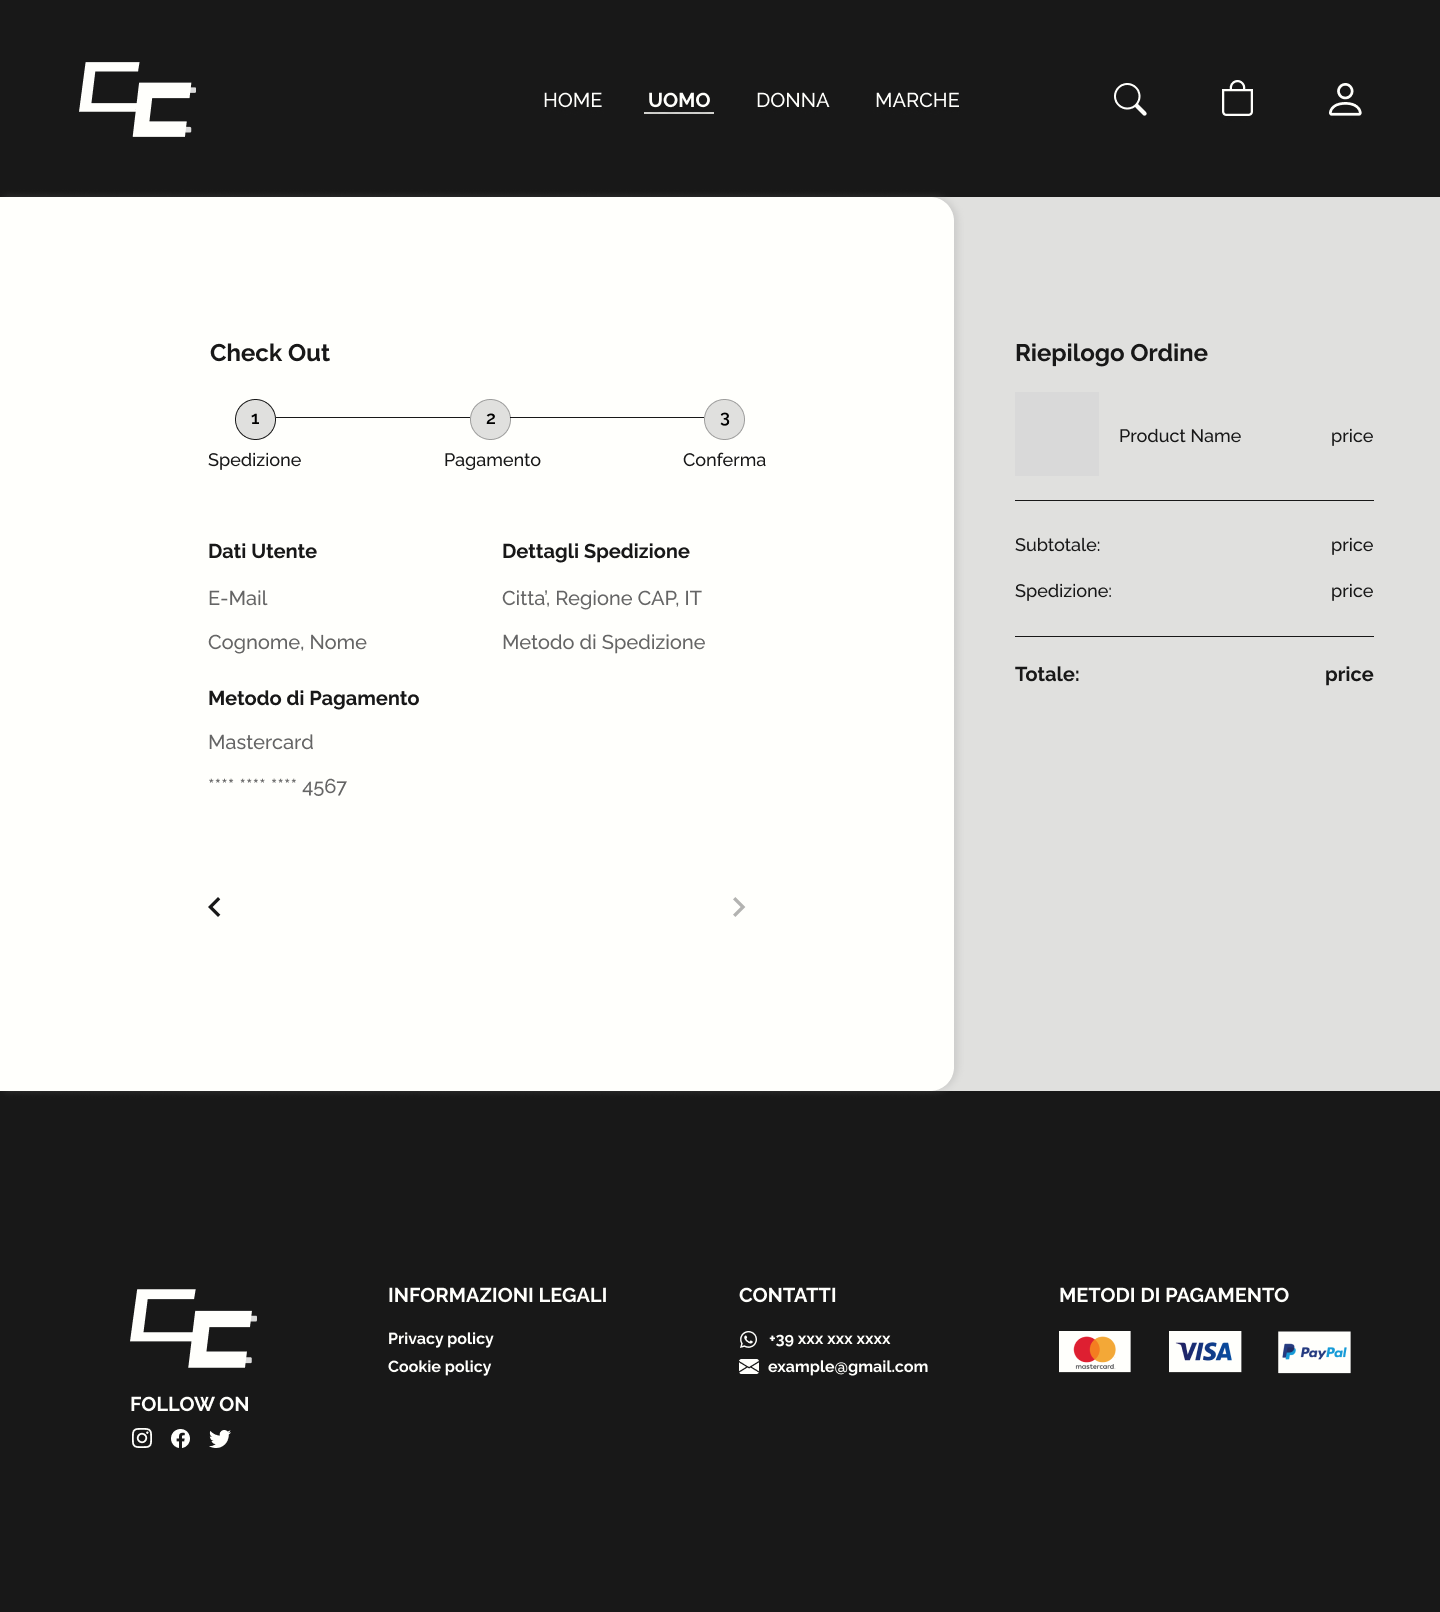 CC
HOME UOMO DONNA MARCHE
Check Out
1 2 3
Spedizione Pagamento Conferma
Dati Utente Dettagli Spedizione
E-Mail Citta', Regione CAP, IT
Cognome, Nome Metodo di Spedizione
Metodo di Pagamento
Mastercard
**** **** **** 4567
Riepilogo Ordine
Product Name price
Subtotale: price
Spedizione: price
Totale: price
CC
FOLLOW ON
INFORMAZIONI LEGALI
Privacy policy
Cookie policy
CONTATTI
+39 xxx xxx xxxx
example@gmail.com
METODI DI PAGAMENTO
mastercard VISA PayPal